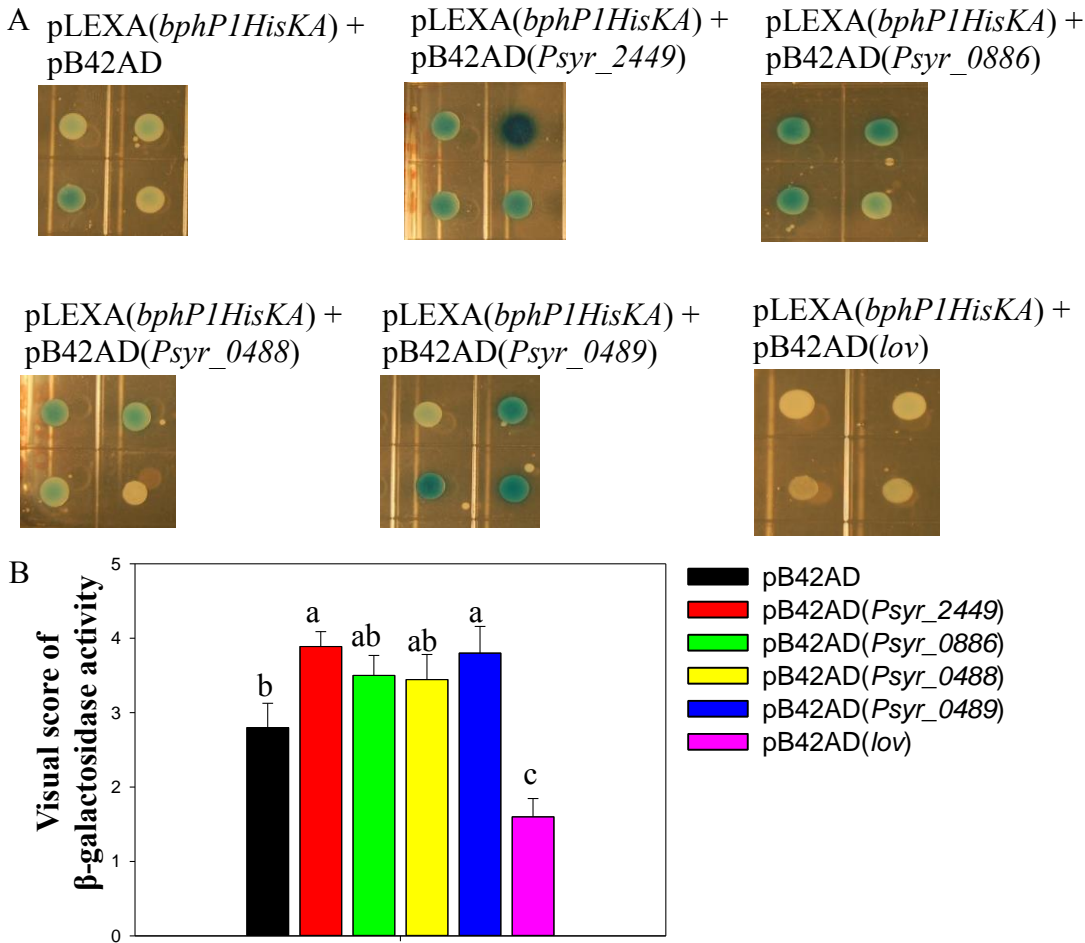 A
pLEXA(bphP1HisKA) +
pB42AD
pLEXA(bphP1HisKA) +
pB42AD(Psyr_2449)
pLEXA(bphP1HisKA) +
pB42AD(Psyr_0886)
pLEXA(bphP1HisKA) +
pB42AD(Psyr_0488)
pLEXA(bphP1HisKA) +
pB42AD(Psyr_0489)
pLEXA(bphP1HisKA) +
pB42AD(lov)
B
Visual score of
β-galactosidase activity
5
4
3
2
1
0
b
a
ab
ab
a
c
pB42AD
pB42AD(Psyr_2449)
pB42AD(Psyr_0886)
pB42AD(Psyr_0488)
pB42AD(Psyr_0489)
pB42AD(lov)